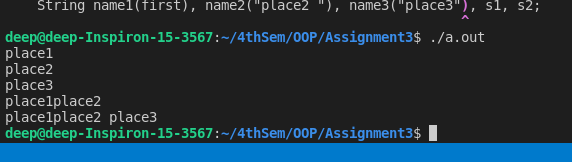 String name1(first), name2("place2 "), name3("place3"), s1, s2;
^
deep@deep-Inspiron-15-3567:~/4thSem/OOP/Assignment3$ ./a.out
place1
place2
place3
place1place2
place1place2 place3
deep@deep-Inspiron-15-3567:~/4thSem/OOP/Assignment3$